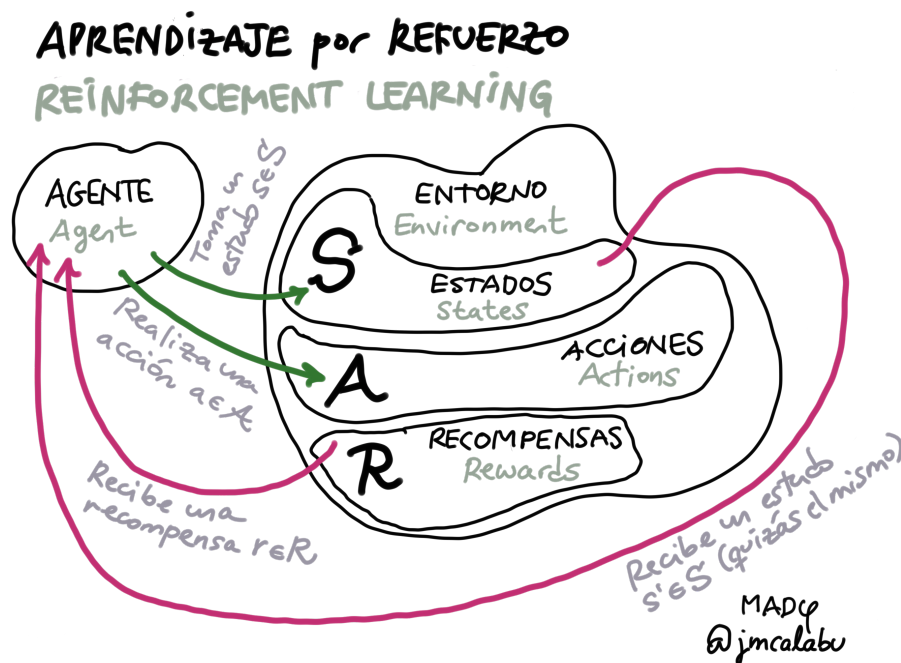 APRENDIZAJE por REFUERZO
REINFORCEMENT LEARNING
AGENTE
Agent
Toma un
estado s∈S
ENTORNO
Environment
S
ESTADOS
States
Realiza una
acción a∈A
A
ACCIONES
Actions
R
RECOMPENSAS
Rewards
Recibe una
recompensa r∈R
Recibe un estado
s'∈S (quizás el mismo)
MADφ
@jmcalabu